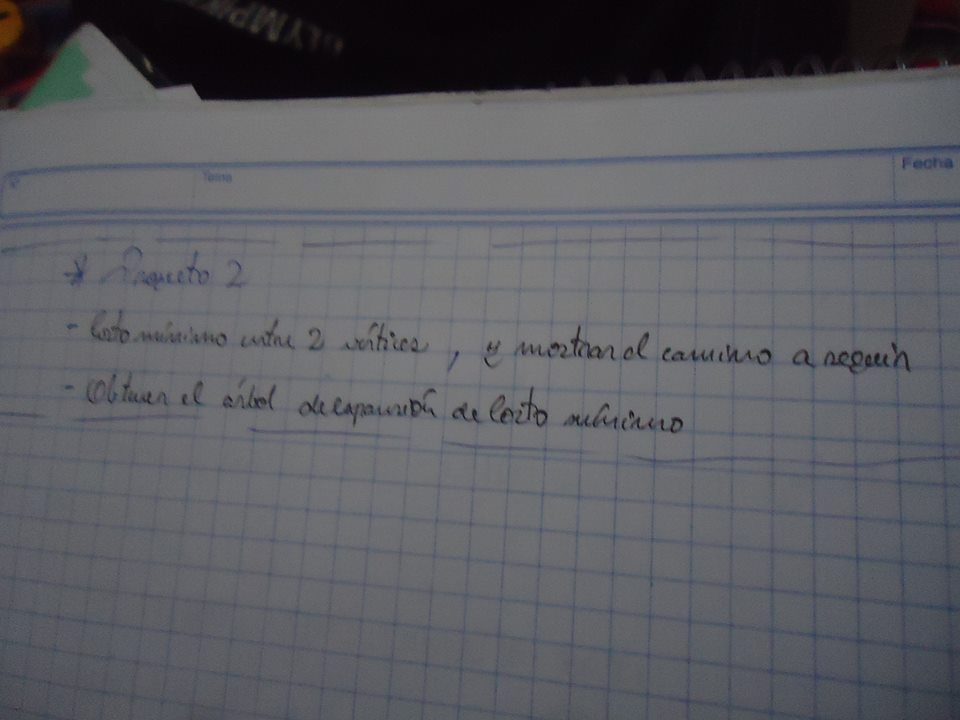 OLYMPIK
Tema
Fecha
* Proyecto 2
- Costo mínimo entre 2 vértices, y mostrar el camino a seguir
- Obtener el árbol de expansión de Costo mínimo